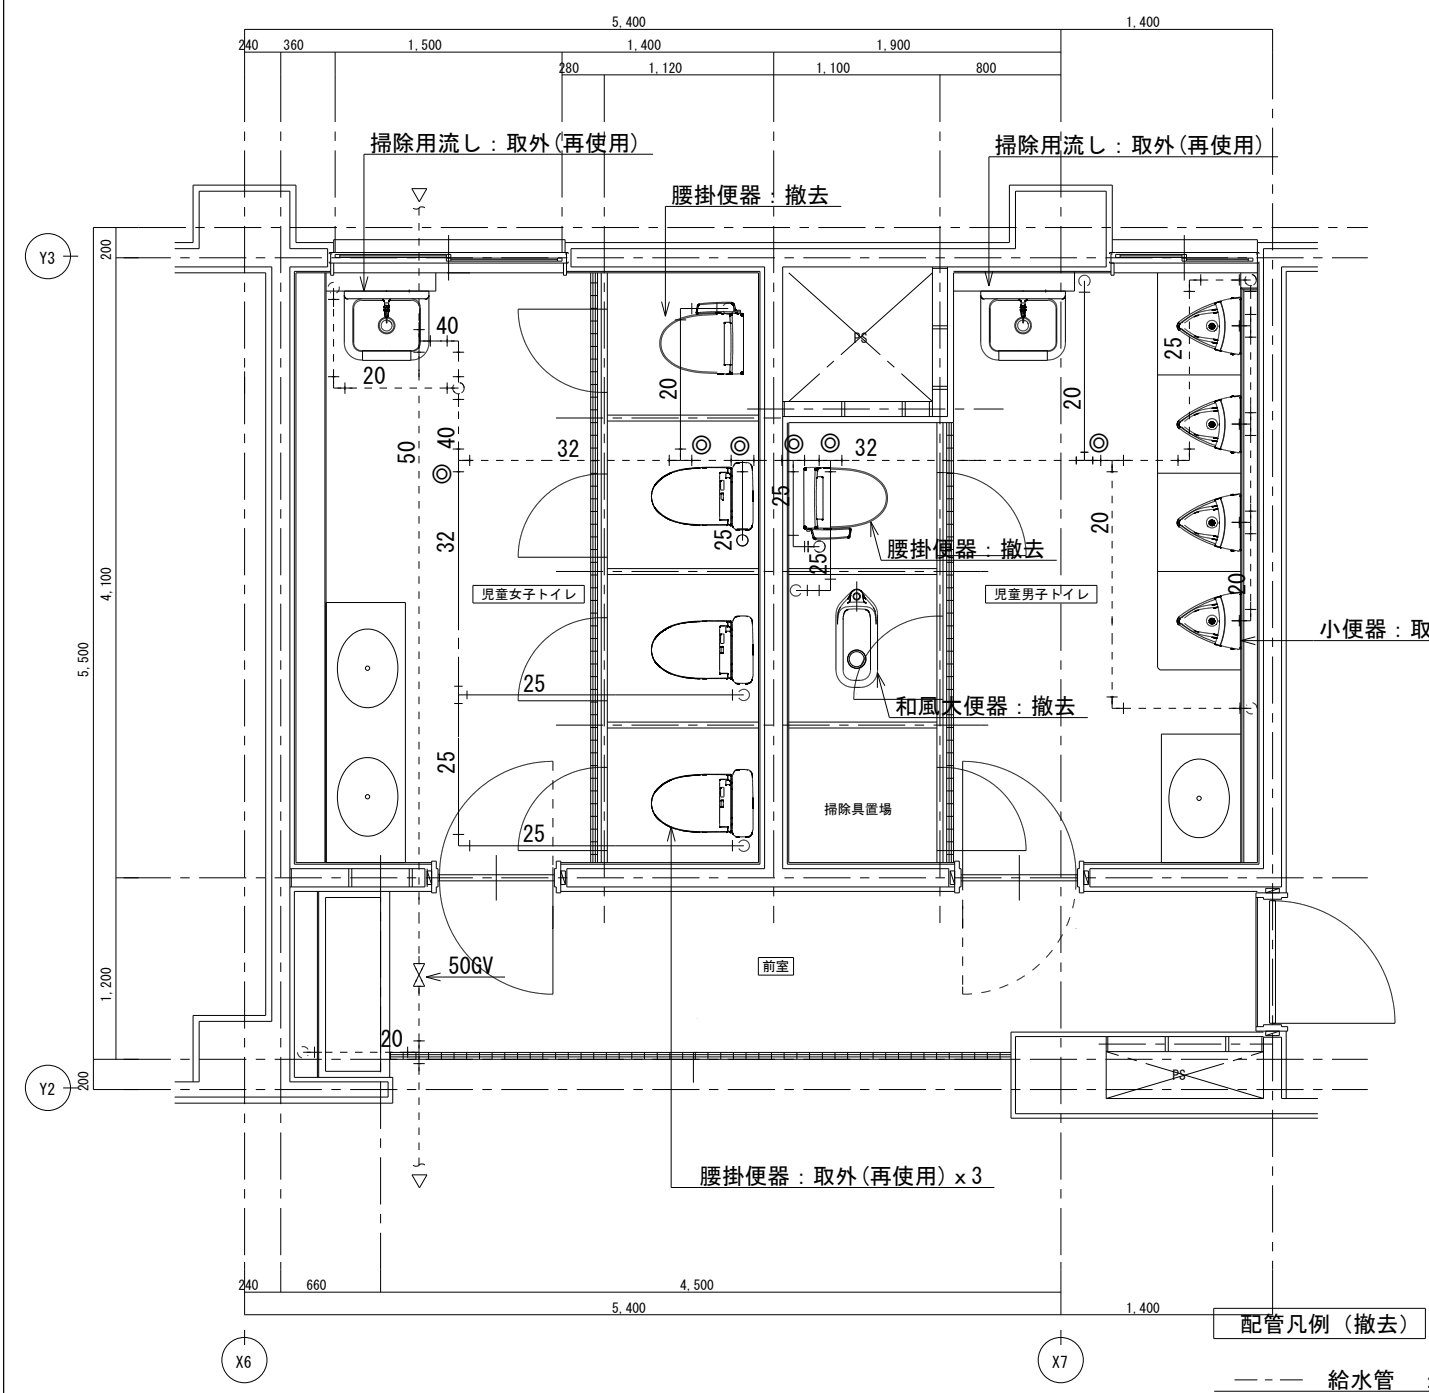 5,400
1,400
240
360
1,500
1,400
1,900
280
1,120
1,100
800
掃除用流し：取外(再使用)
掃除用流し：取外(再使用)
腰掛便器：撤去
Y3
200
PS
40
20
25
20
20
50
40
32
32
25
32
25
25
20
腰掛便器：撤去
4,100
児童女子トイレ
児童男子トイレ
20
小便器：取
5,500
25
和風大便器：撤去
25
25
掃除具置場
50GV
前室
1,200
20
Y2
200
PS
腰掛便器：取外(再使用)x3
240
660
4,500
5,400
1,400
配管凡例（撤去）
X6
X7
給水管